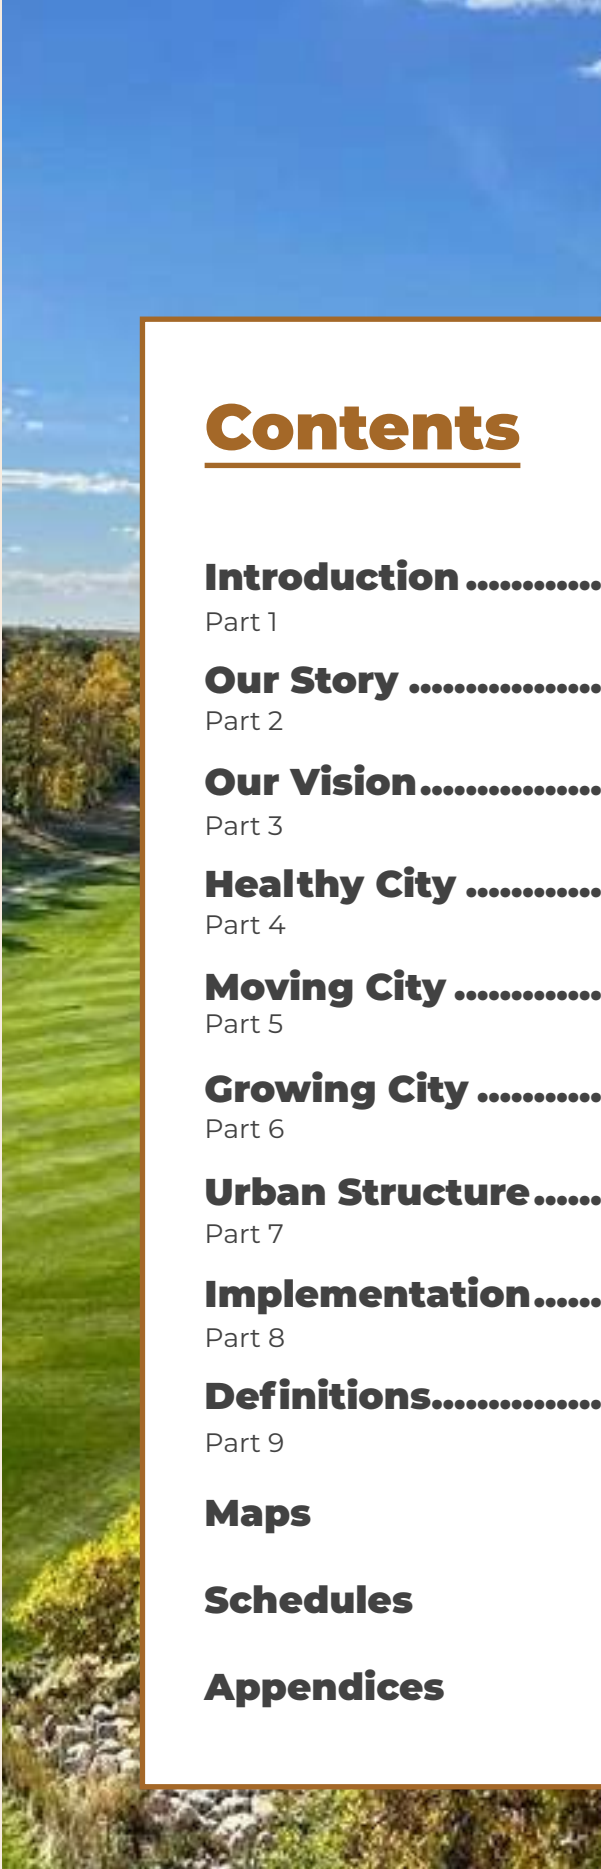 Contents
Introduction ............
Part 1
Our Story .................
Part 2
Our Vision................
Part 3
Healthy City ............
Part 4
Moving City .............
Part 5
Growing City ...........
Part 6
Urban Structure......
Part 7
Implementation......
Part 8
Definitions...............
Part 9
Maps
Schedules
Appendices